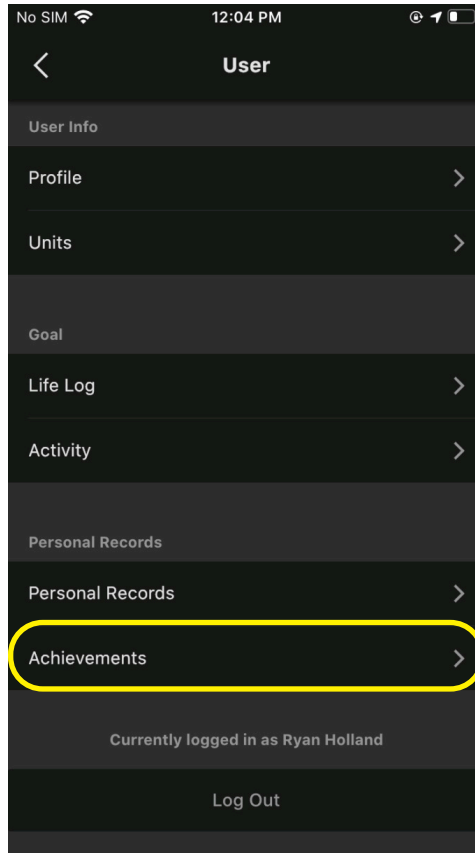 No SIM 12:04 PM
User
User Info
Profile
Units
Goal
Life Log
Activity
Personal Records
Personal Records
Achievements
Currently logged in as Ryan Holland
Log Out